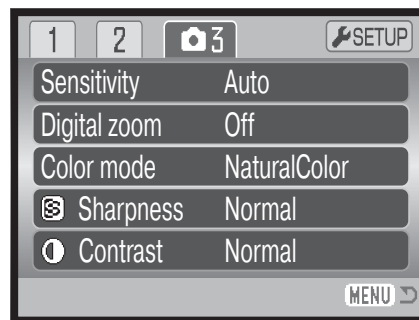 1 2 3 SETUP
Sensitivity Auto
Digital zoom Off
Color mode NaturalColor
S Sharpness Normal
Contrast Normal
MENU